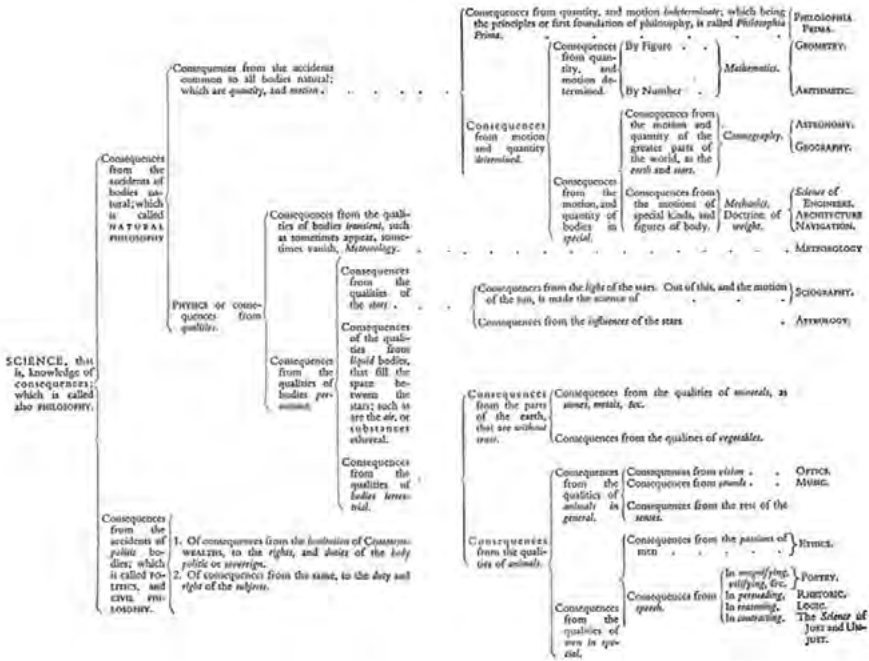 SCIENCE, that
is, knowledge of
consequences;
which is called
also PHILOSOPHY.
Consequences
from the
accidents of
bodies na-
tural; which
is called
NATURAL
PHILOSOPHY
Consequences from the accidents
common to all bodies natural;
which are quantity, and motion .
Consequences from quantity, and motion indeterminate; which being
the principles or first foundation of philosophy, is called Philosophia
Prima.
PHILOSOPHIA
PRIMA.
Consequences
from motion
and quantity
determined.
Consequences
from quan-
tity, and
motion de-
termined.
By Figure . .
By Number .
Mathematics.
GEOMETRY.
ARITHMETIC.
Consequences
from the
motion, and
quantity of
bodies in
special.
Consequences from
the motion and
quantity of the
greater parts of
the world, as the
earth and stars.
Cosmography.
ASTRONOMY.
GEOGRAPHY.
Consequences from
the motions of
special kinds, and
figures of body.
Mechanics.
Doctrine of
weight.
Science of
ENGINEERS.
ARCHITECTURE
NAVIGATION.
PHYSICS or conse-
quences from
qualities.
Consequences from the quali-
ties of bodies transient, such
as sometimes appear, some-
times vanish, Meteorology.
METEOROLOGY
Consequences
from the
qualities of
bodies per-
manent.
Consequences
from the
qualities of
the stars .
Consequences from the light of the stars. Out of this, and the motion
of the sun, is made the science of
SCIOGRAPHY.
Consequences from the influences of the stars
ASTROLOGY.
Consequences
of the quali-
ties from
liquid bodies,
that fill the
space be-
tween the
stars; such as
are the air, or
substances
ethereal.
Consequences
from the
qualities of
bodies terres-
trial.
Consequences
from the parts
of the earth,
that are without
sense.
Consequences from the qualities of minerals, as
stones, metals, &c.
Consequences from the qualities of vegetables.
Consequences
from the quali-
ties of animals.
Consequences
from the
qualities of
animals in
general.
Consequences from vision . .
OPTICS.
Consequences from sounds . .
MUSIC.
Consequences from the rest of the
senses.
Consequences
from the
qualities of
men in spe-
cial.
Consequences from the passions of
men . . . .
ETHICS.
Consequences from
speech.
In magnifying,
vilifying, &c.
POETRY.
In persuading,
RHETORIC.
In reasoning,
LOGIC.
In contracting,
The Science of
JUST and UN-
JUST.
Consequences
from the
accidents of
politic bo-
dies; which
is called PO-
LITICS, and
CIVIL PHI-
LOSOPHY.
1. Of consequences from the institution of COMMON-
WEALTHS, to the rights, and duties of the body
politic or sovereign.
2. Of consequences from the same, to the duty and
right of the subjects.